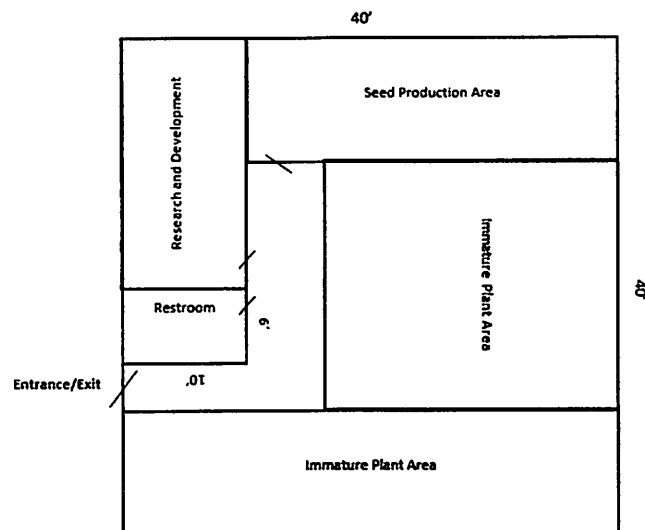 40'
Seed Production Area
Research and Development
Immature Plant Area
40'
Restroom
6'
10'
Entrance/Exit
Immature Plant Area